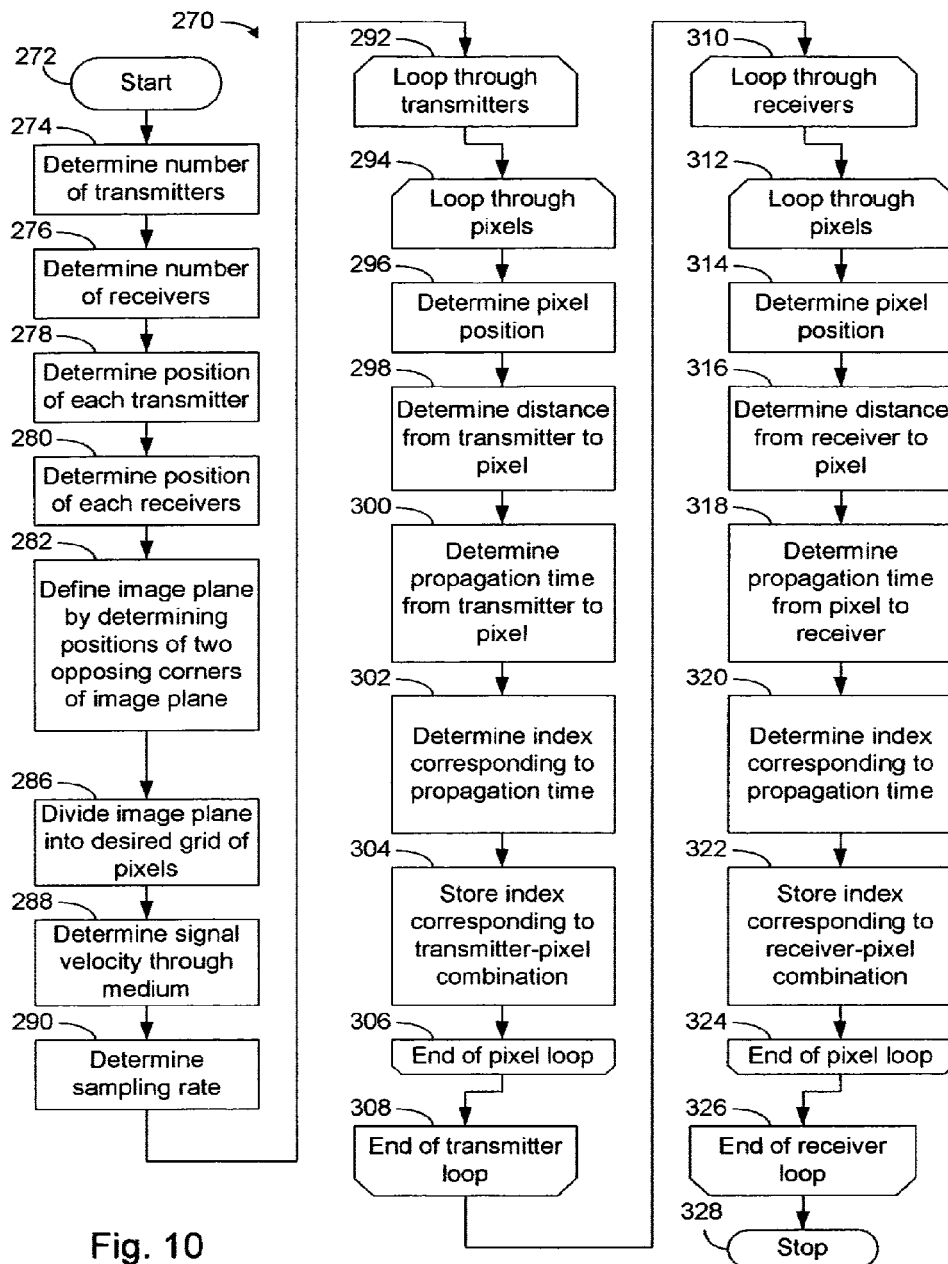 270
272
Start
274
Determine number
of transmitters
276
Determine number
of receivers
278
Determine position
of each transmitter
280
Determine position
of each receivers
282
Define image plane
by determining
positions of two
opposing corners
of image plane
286
Divide image plane
into desired grid of
pixels
288
Determine signal
velocity through
medium
290
Determine
sampling rate
292
Loop through
transmitters
294
Loop through
pixels
296
Determine pixel
position
298
Determine distance
from transmitter to
pixel
300
Determine
propagation time
from transmitter to
pixel
302
Determine index
corresponding to
propagation time
304
Store index
corresponding to
transmitter-pixel
combination
306
End of pixel loop
308
End of transmitter
loop
310
Loop through
receivers
312
Loop through
pixels
314
Determine pixel
position
316
Determine distance
from receiver to
pixel
318
Determine
propagation time
from pixel to
receiver
320
Determine index
corresponding to
propagation time
322
Store index
corresponding to
receiver-pixel
combination
324
End of pixel loop
326
End of receiver
loop
328
Stop
Fig. 10